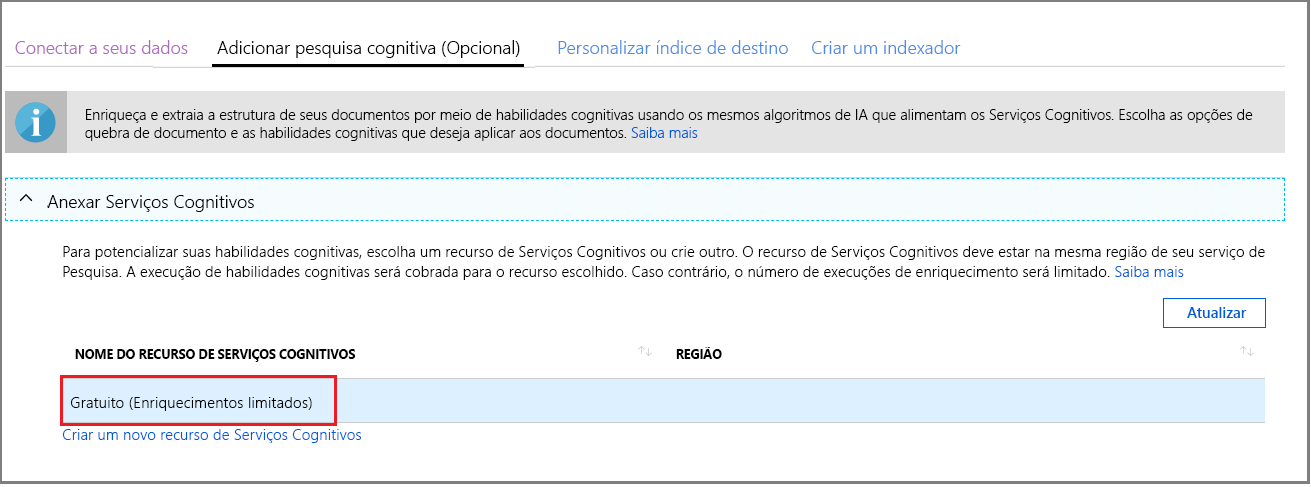 Conectar a seus dados Adicionar pesquisa cognitiva (Opcional) Personalizar índice de destino Criar um indexador
Enriqueça e extraia a estrutura de seus documentos por meio de habilidades cognitivas usando os mesmos algoritmos de IA que alimentam os Serviços Cognitivos. Escolha as opções de
quebra de documento e as habilidades cognitivas que deseja aplicar aos documentos. Saiba mais
Anexar Serviços Cognitivos
Para potencializar suas habilidades cognitivas, escolha um recurso de Serviços Cognitivos ou crie outro. O recurso de Serviços Cognitivos deve estar na mesma região de seu serviço de
Pesquisa. A execução de habilidades cognitivas será cobrada para o recurso escolhido. Caso contrário, o número de execuções de enriquecimento será limitado. Saiba mais
Atualizar
NOME DO RECURSO DE SERVIÇOS COGNITIVOS REGIÃO
Gratuito (Enriquecimentos limitados)
Criar um novo recurso de Serviços Cognitivos